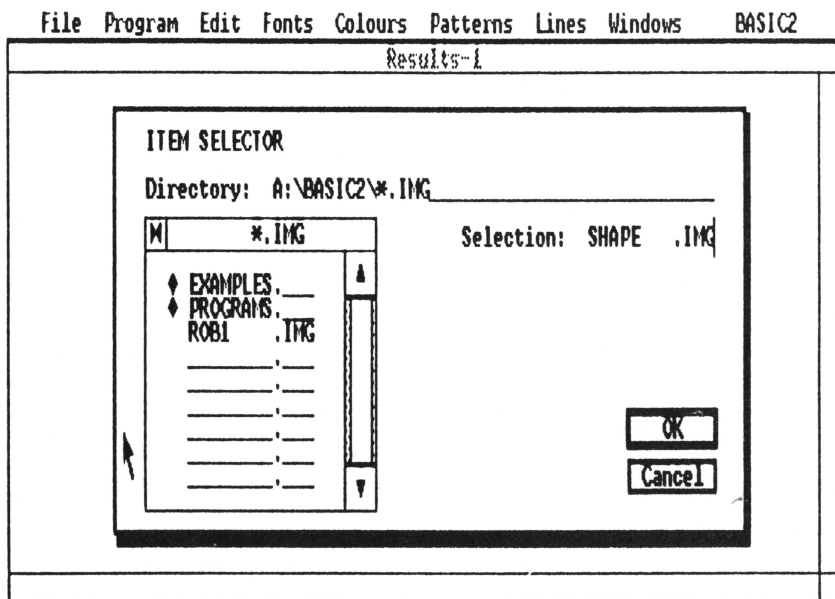 File Program Edit Fonts Colours Patterns Lines Windows BASIC2
Results-1
ITEM SELECTOR
Directory: A:\BASIC2\*.IMG
*.IMG
Selection: SHAPE .IMG
EXAMPLES.
PROGRAMS.
ROB1 .IMG
OK
Cancel